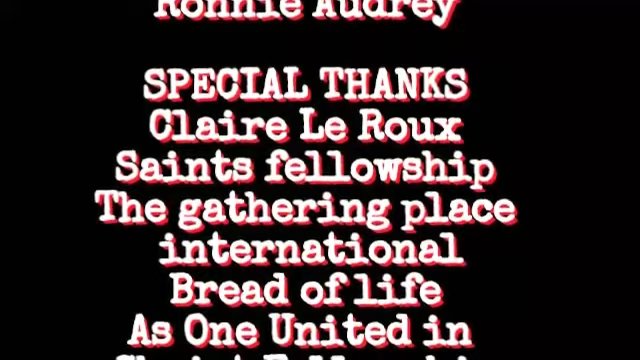 Ronnie Audrey
SPECIAL THANKS
Claire Le Roux
Saints fellowship
The gathering place
international
Bread of life
As One United in